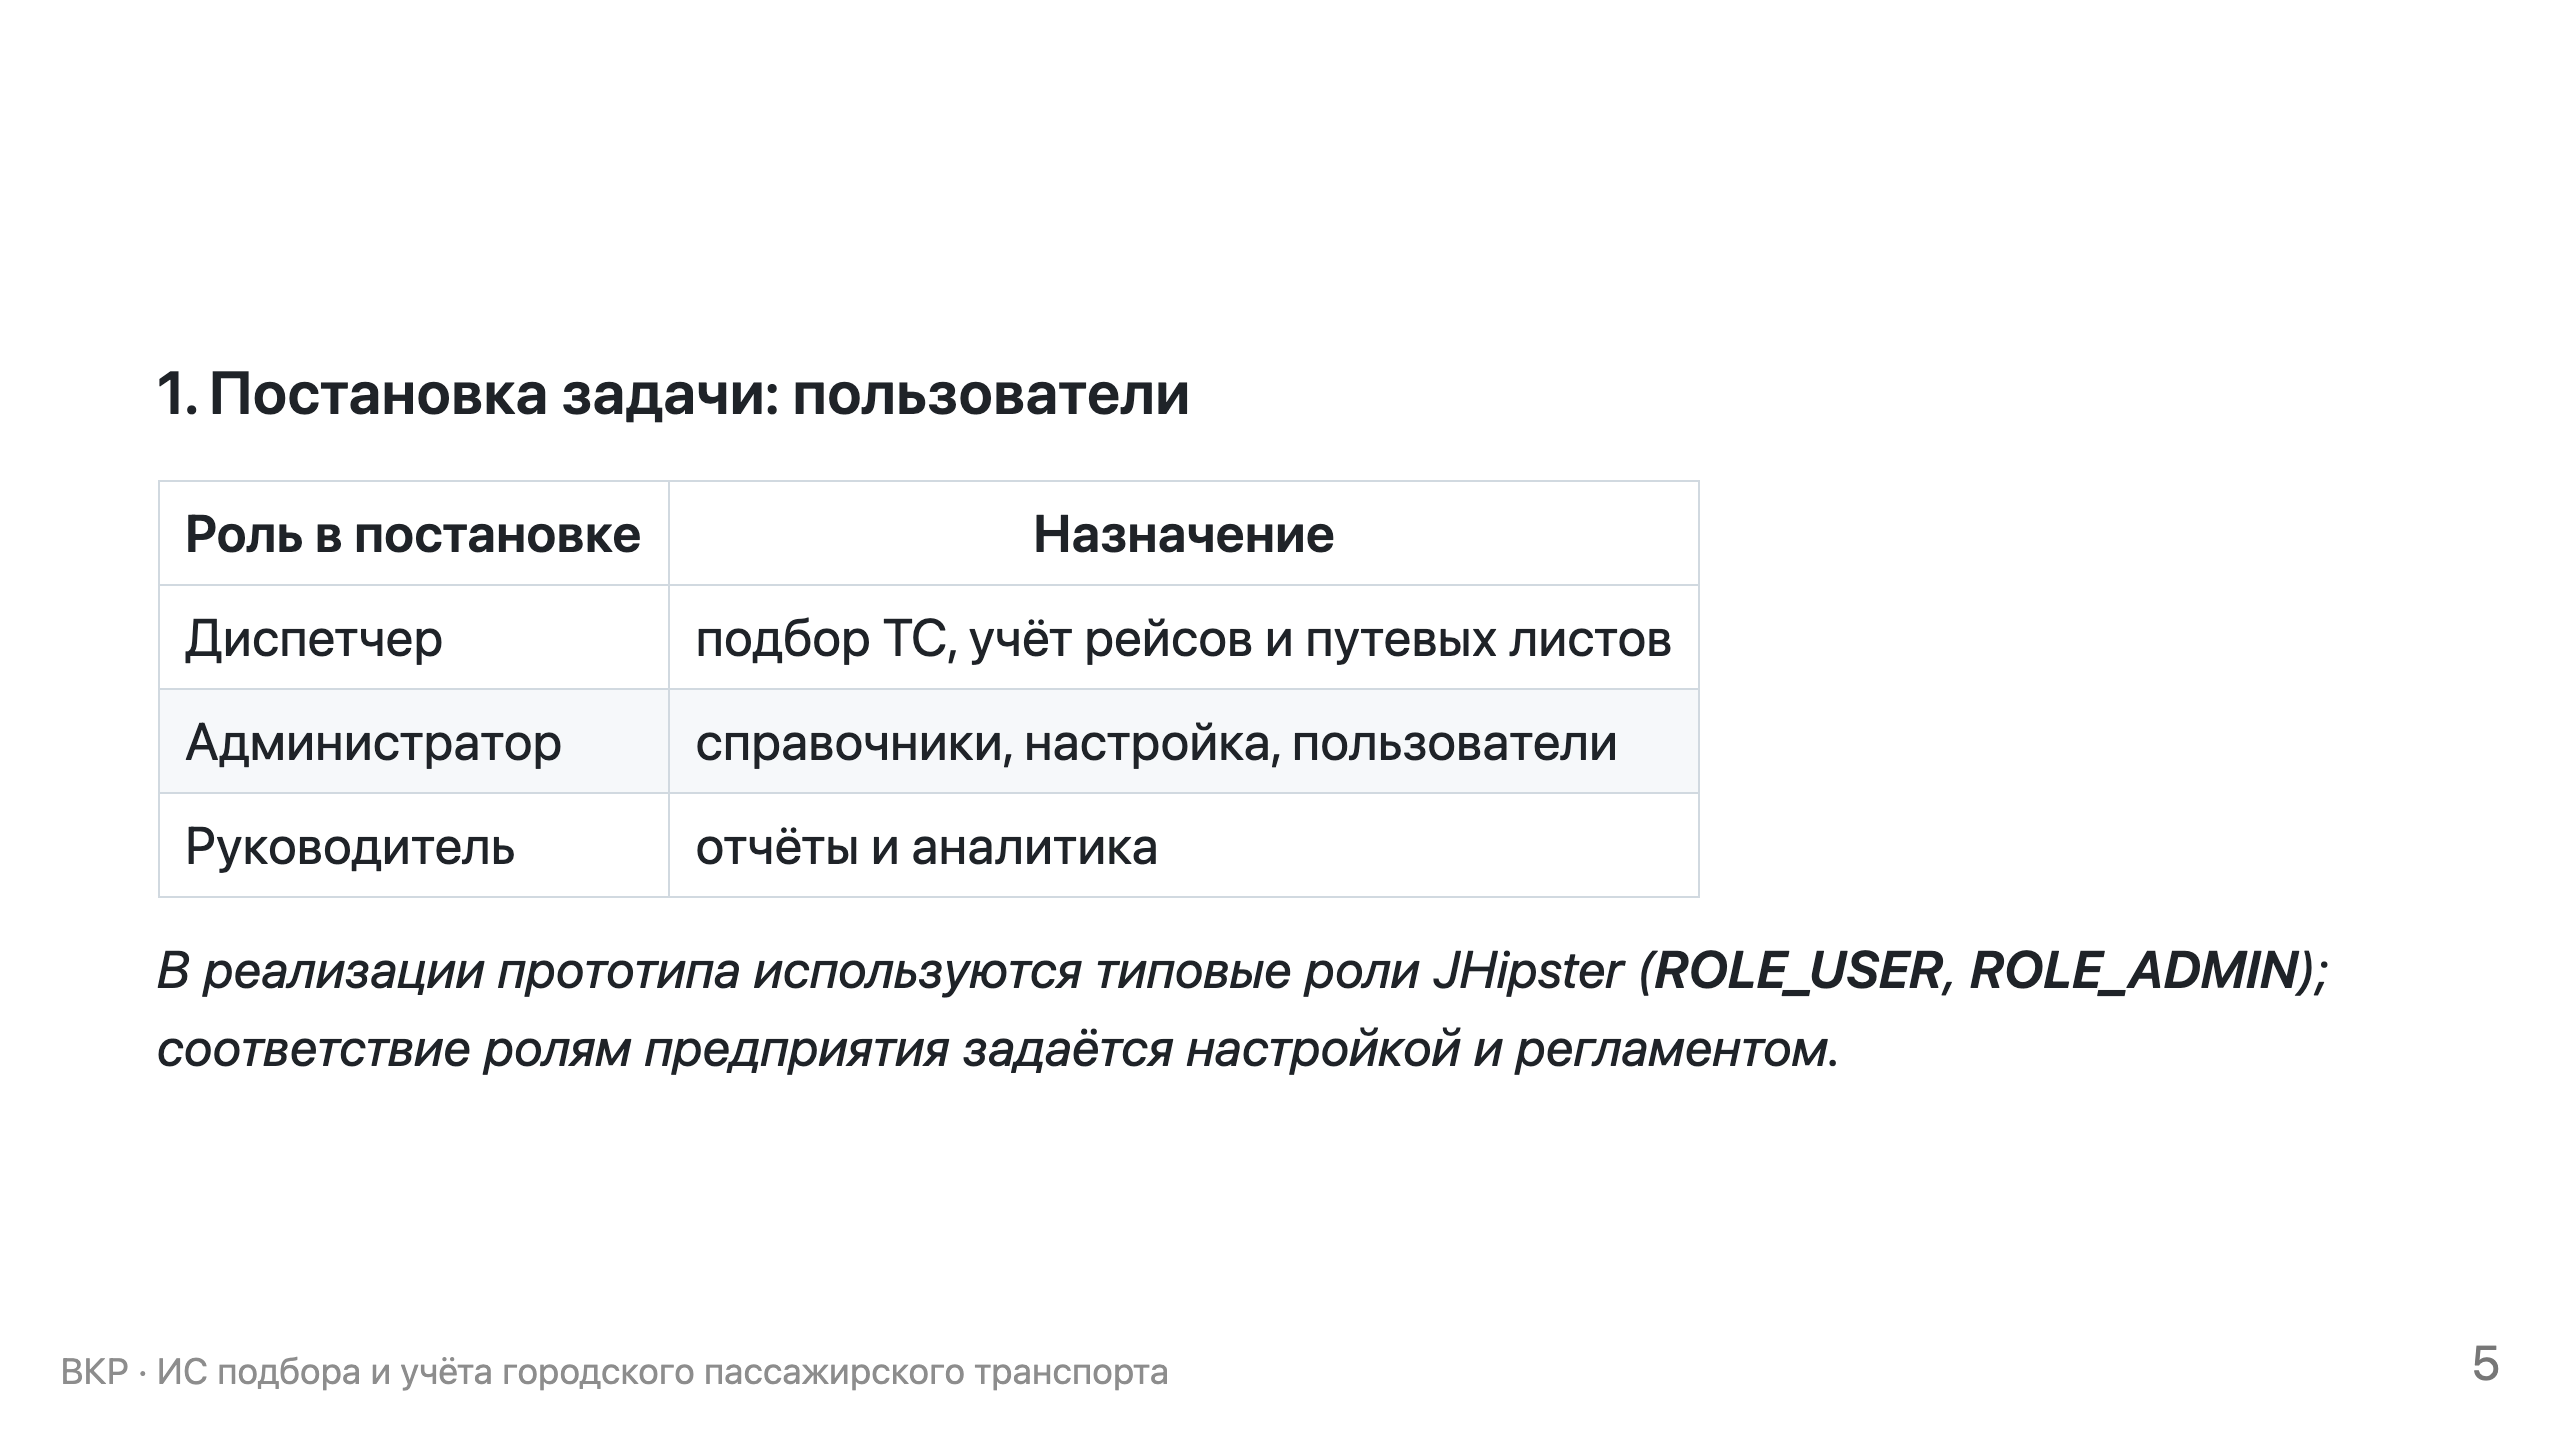 1. Постановка задачи: пользователи
Роль в постановке Назначение
Диспетчер подбор ТС, учёт рейсов и путевых листов
Администратор справочники, настройка, пользователи
Руководитель отчёты и аналитика
В реализации прототипа используются типовые роли JHipster (ROLE_USER, ROLE_ADMIN);
соответствие ролям предприятия задаётся настройкой и регламентом.
ВКР · ИС подбора и учёта городского пассажирского транспорта
5